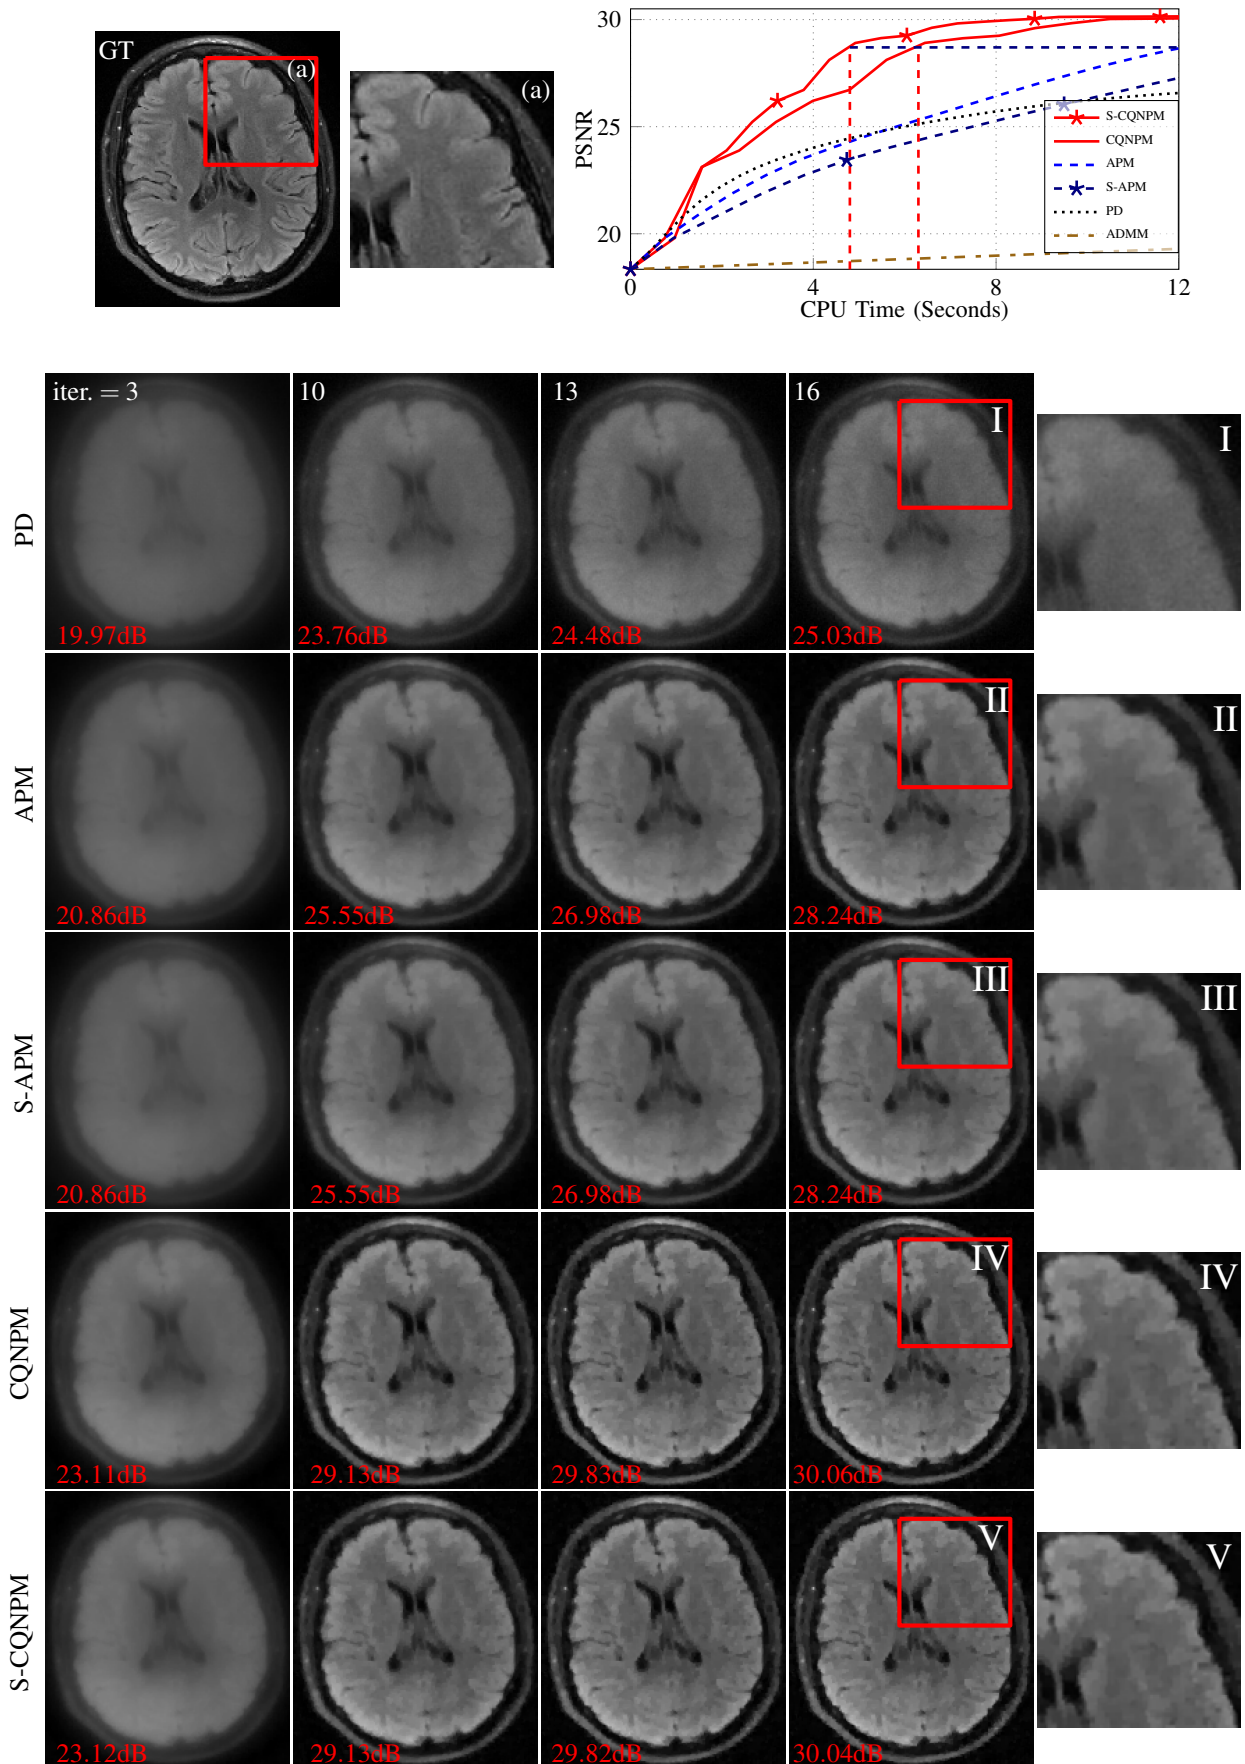 GT
(a)
(a)
PSNR
30
25
20
0
4
8
12
CPU Time (Seconds)
S-CQNPM
CQNPM
APM
S-APM
PD
ADMM
iter. = 3
10
13
16
I
I
PD
19.97dB
23.76dB
24.48dB
25.03dB
II
II
APM
20.86dB
25.55dB
26.98dB
28.24dB
III
III
S-APM
20.86dB
25.55dB
26.98dB
28.24dB
IV
IV
CQNPM
23.11dB
29.13dB
29.83dB
30.06dB
V
V
S-CQNPM
23.12dB
29.13dB
29.82dB
30.04dB